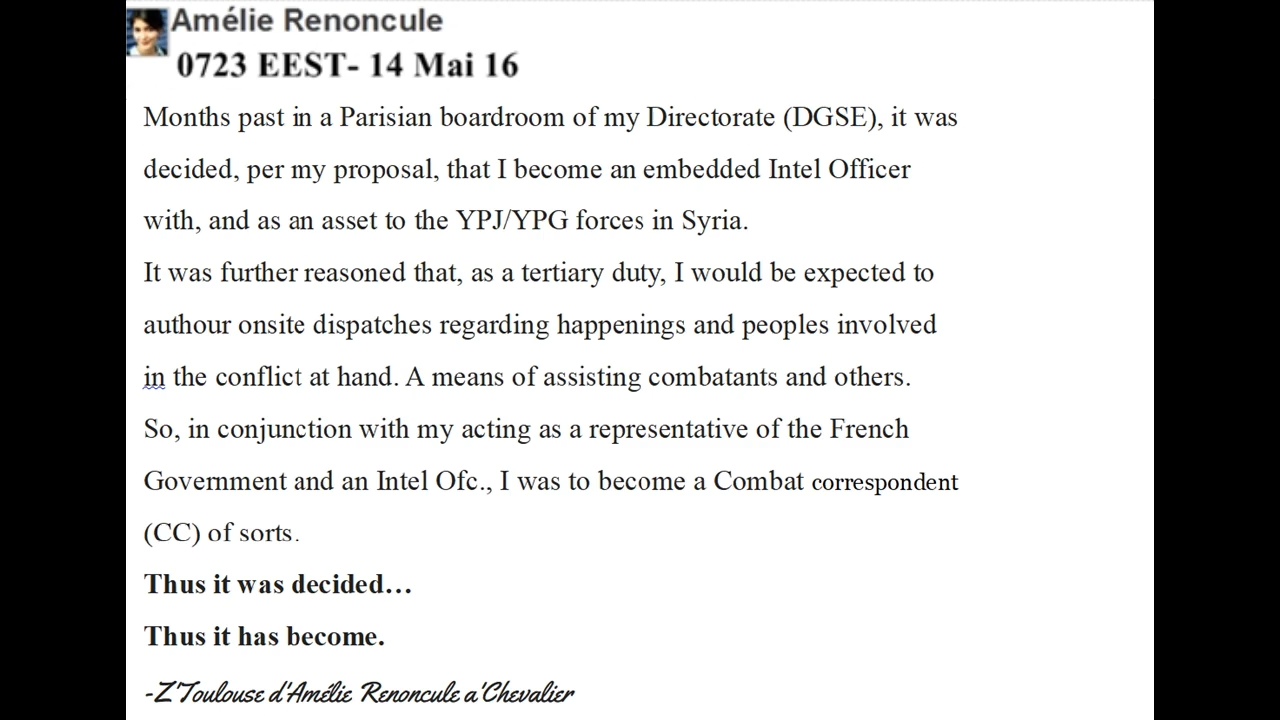 Amélie Renoncule
0723 EEST- 14 Mai 16
Months past in a Parisian boardroom of my Directorate (DGSE), it was
decided, per my proposal, that I become an embedded Intel Officer
with, and as an asset to the YPJ/YPG forces in Syria.
It was further reasoned that, as a tertiary duty, I would be expected to
authour onsite dispatches regarding happenings and peoples involved
in the conflict at hand. A means of assisting combatants and others.
So, in conjunction with my acting as a representative of the French
Government and an Intel Ofc., I was to become a Combat correspondent
(CC) of sorts.
Thus it was decided…
Thus it has become.
-Z'Toulouse d'Amélie Renoncule a'Chevalier